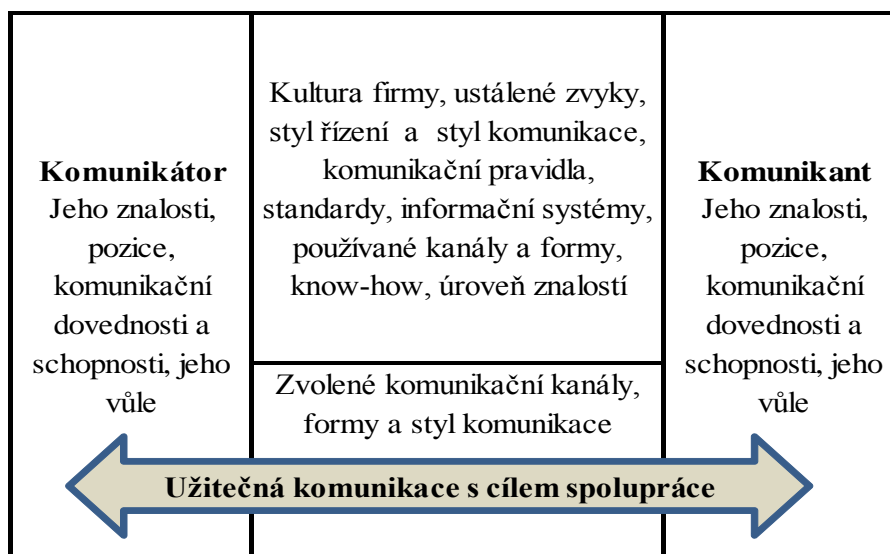 Komunikátor
Jeho znalosti,
pozice,
komunikační
dovednosti a
schopnosti, jeho
vůle
Kultura firmy, ustálené zvyky,
styl řízení a styl komunikace,
komunikační pravidla,
standardy, informační systémy,
používané kanály a formy,
know-how, úroveň znalostí
Zvolené komunikační kanály,
formy a styl komunikace
Komunikant
Jeho znalosti,
pozice,
komunikační
dovednosti a
schopnosti, jeho
vůle
Užitečná komunikace s cílem spolupráce